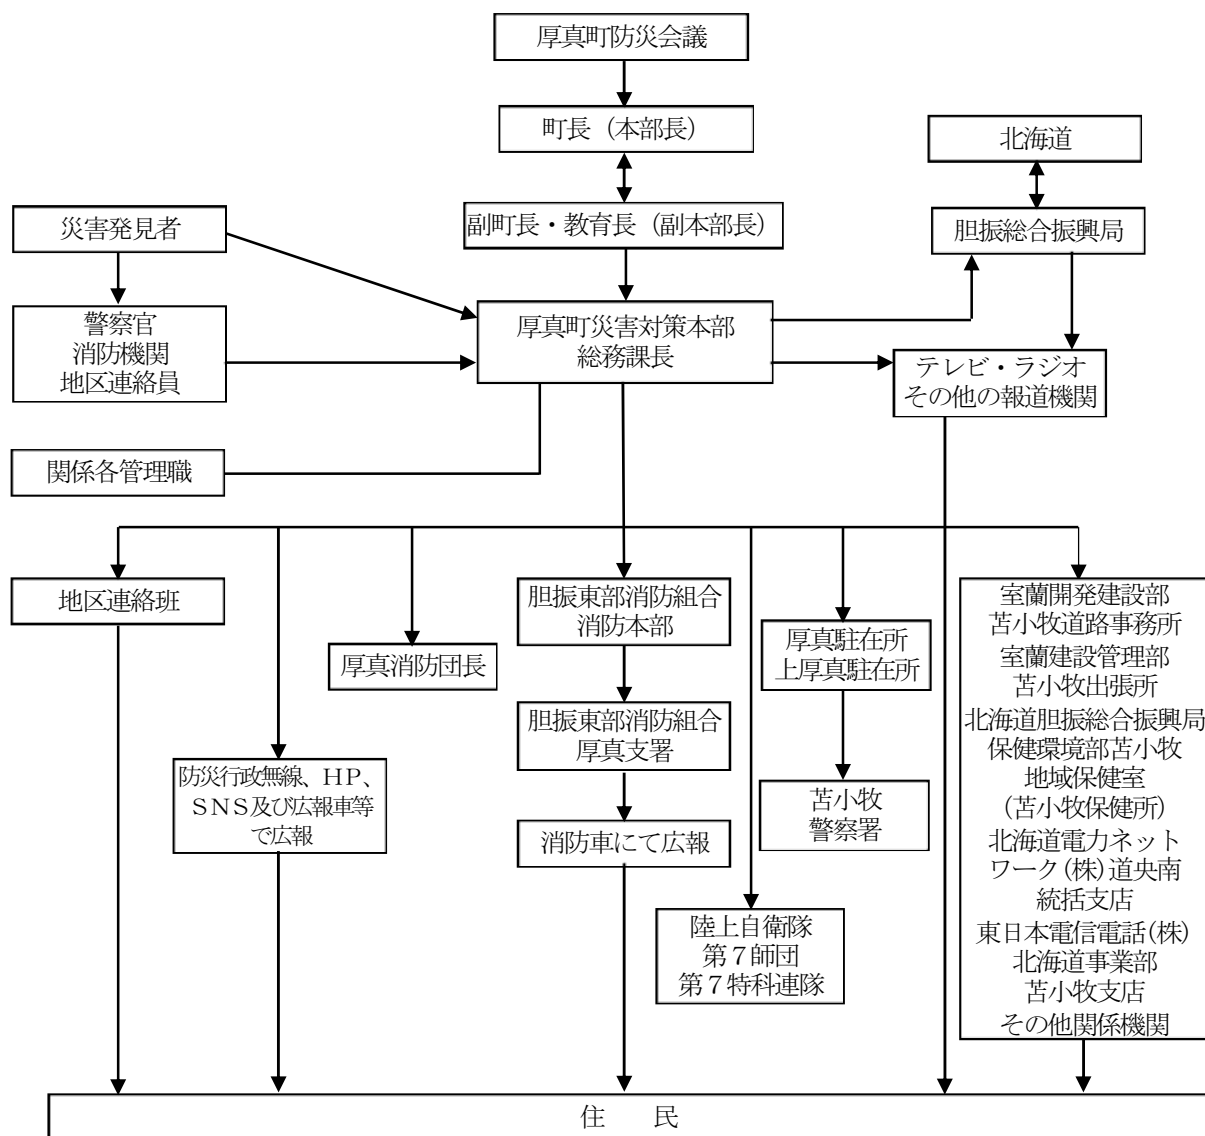 厚真町防災会議
町長（本部長）
北海道
災害発見者
副町長・教育長（副本部長）
胆振総合振興局
警察官
消防機関
地区連絡員
厚真町災害対策本部
総務課長
テレビ・ラジオ
その他の報道機関
関係各管理職
地区連絡班
防災行政無線、ＨＰ、
ＳＮＳ及び広報車等
で広報
厚真消防団長
胆振東部消防組合
消防本部
胆振東部消防組合
厚真支署
消防車にて広報
陸上自衛隊
第７師団
第７特科連隊
厚真駐在所
上厚真駐在所
苫小牧
警察署
室蘭開発建設部
苫小牧道路事務所
室蘭建設管理部
苫小牧出張所
北海道胆振総合振興局
保健環境部苫小牧
地域保健室
(苫小牧保健所)
北海道電力ネット
ワーク(株)道央南
統括支店
東日本電信電話(株)
北海道事業部
苫小牧支店
その他関係機関
住　　民